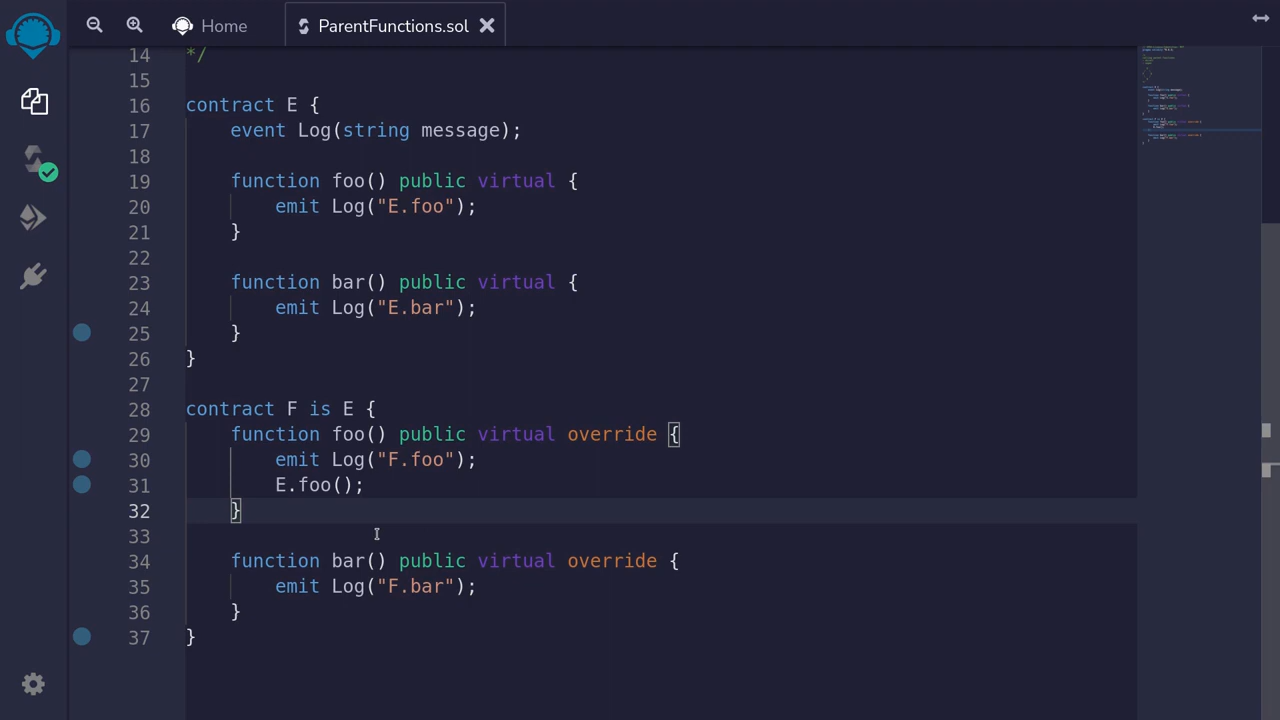 Home
ParentFunctions.sol
14 */
15
16 contract E {
17     event Log(string message);
18
19     function foo() public virtual {
20         emit Log("E.foo");
21     }
22
23     function bar() public virtual {
24         emit Log("E.bar");
25     }
26 }
27
28 contract F is E {
29     function foo() public virtual override {
30         emit Log("F.foo");
31         E.foo();
32     }
33
34     function bar() public virtual override {
35         emit Log("F.bar");
36     }
37 }